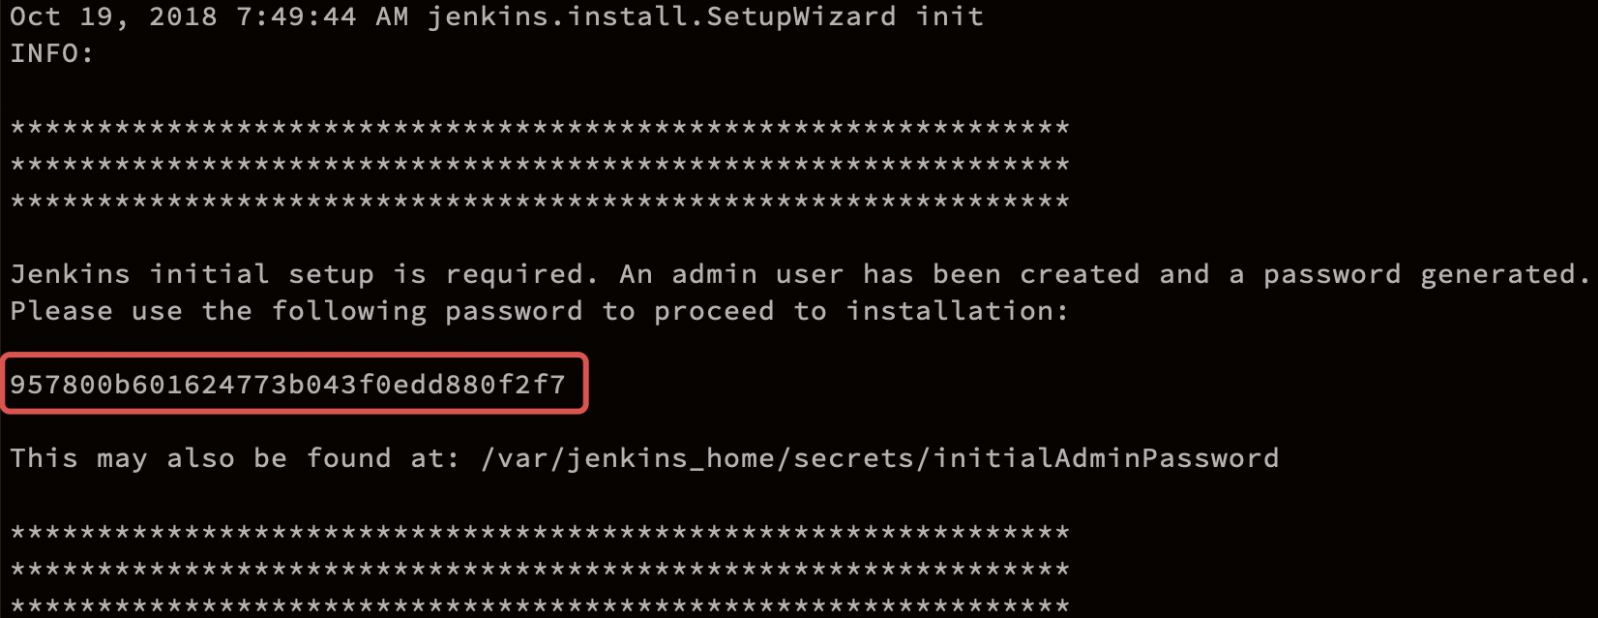 Oct 19, 2018 7:49:44 AM jenkins.install.SetupWizard init
INFO:
*************************************************************
*************************************************************
*************************************************************
Jenkins initial setup is required. An admin user has been created and a password generated.
Please use the following password to proceed to installation:
957800b601624773b043f0edd880f2f7
This may also be found at: /var/jenkins_home/secrets/initialAdminPassword
*************************************************************
*************************************************************
*************************************************************